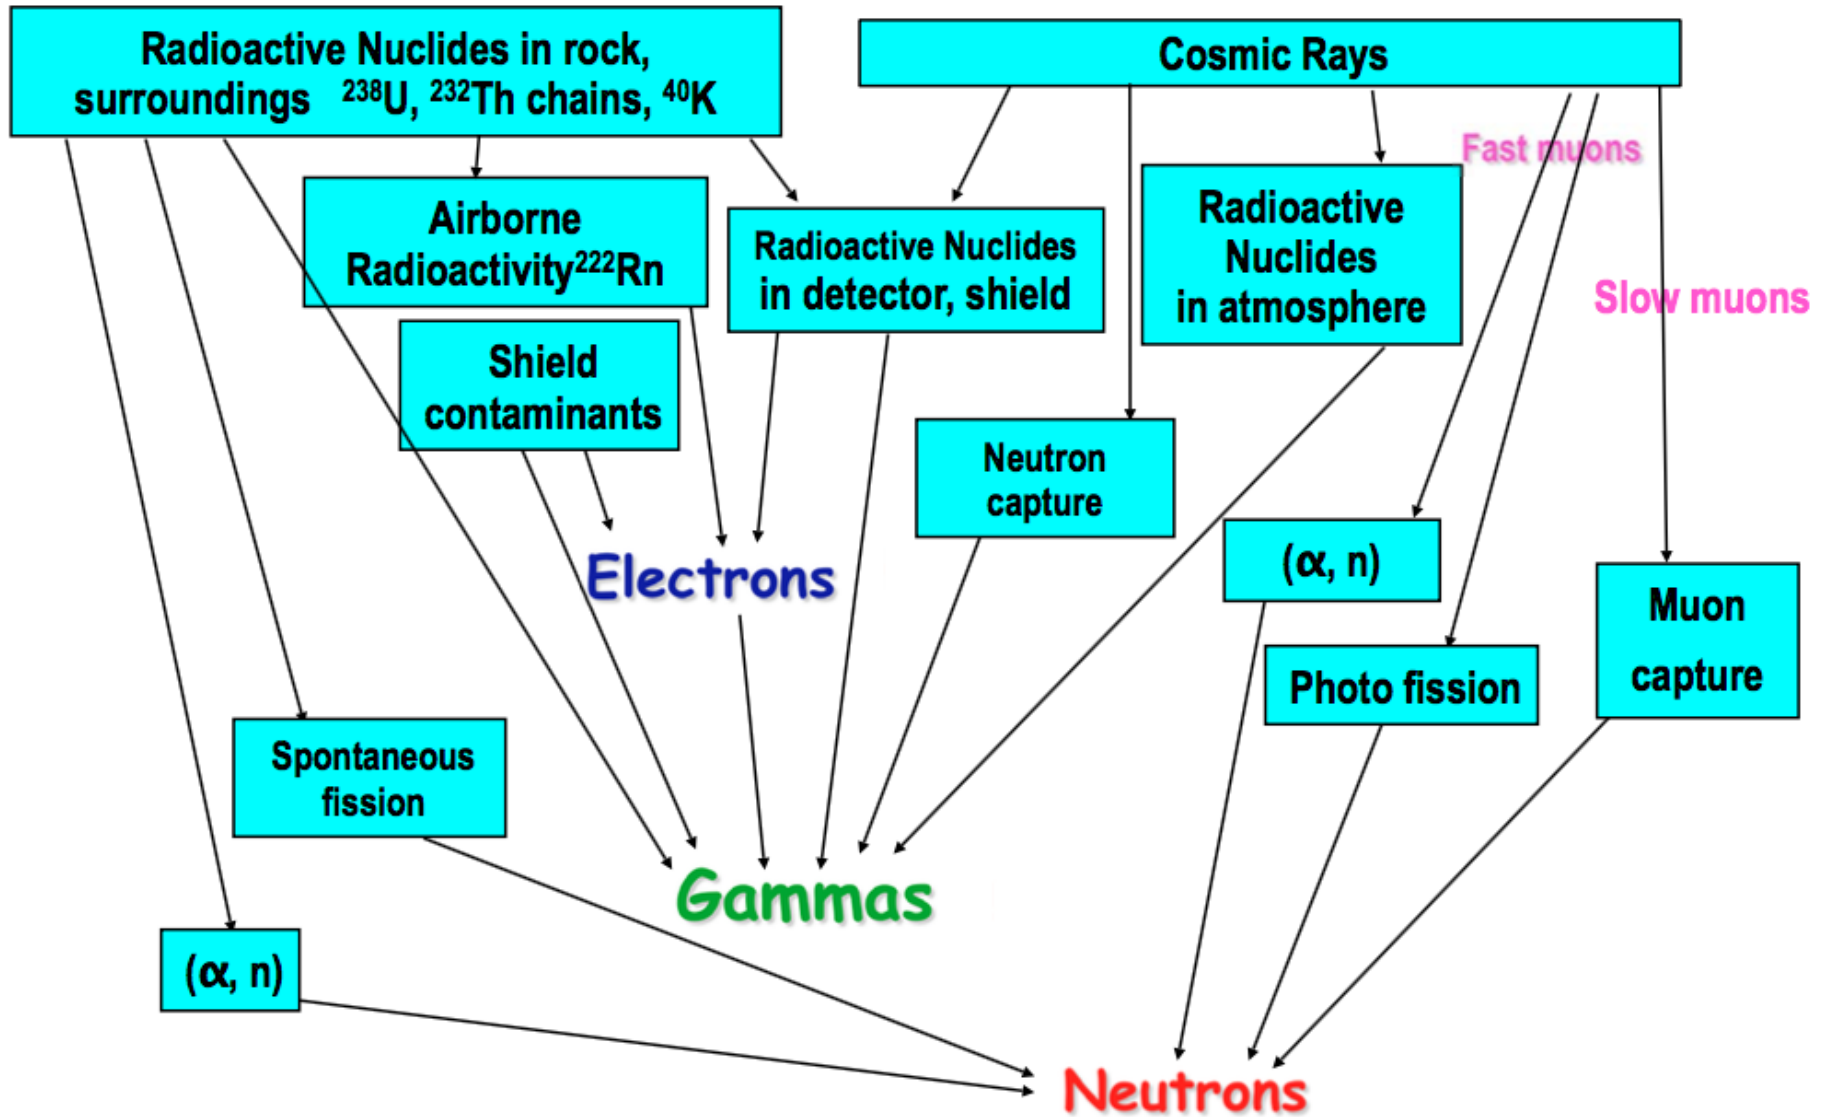 Radioactive Nuclides in rock,
surroundings ²³⁸U, ²³²Th chains, ⁴⁰K
Cosmic Rays
Fast muons
Airborne
Radioactivity²²²Rn
Radioactive Nuclides
in detector, shield
Radioactive
Nuclides
in atmosphere
Slow muons
Shield
contaminants
Neutron
capture
Electrons
(α, n)
Muon
capture
Photo fission
Spontaneous
fission
Gammas
(α, n)
Neutrons